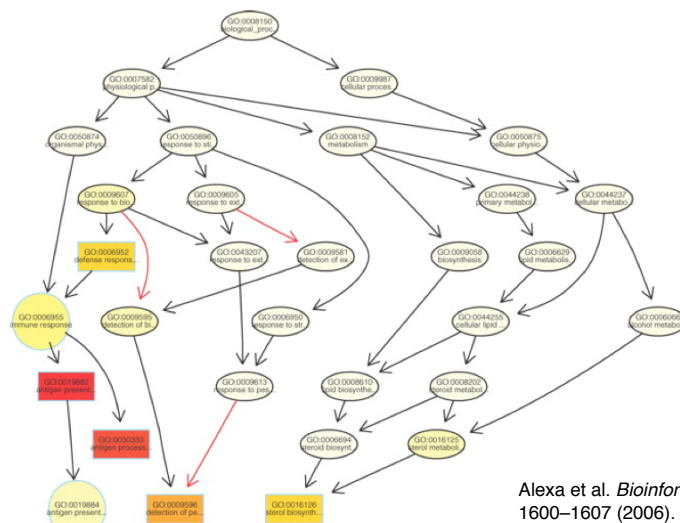 GO:0008150
biological_proc...
GO:0007582
physiological p...
GO:0009987
cellular proces...
GO:0050874
organismal phys...
GO:0050896
response to sti...
GO:0008152
metabolism
GO:0050875
cellular physio...
GO:0009607
response to bio...
GO:0009605
response to ext...
GO:0044238
primary metabol...
GO:0044237
cellular metabo...
GO:0006952
defense respons...
GO:0043207
response to ext...
GO:0009581
detection of ex...
GO:0009058
biosynthesis
GO:0006629
lipid metabolis...
GO:0006955
immune response
GO:0009595
detection of bi...
GO:0006950
response to str...
GO:0044255
cellular lipid ...
GO:0006066
alcohol metabo...
GO:0019882
antigen present...
GO:0009613
response to pes...
GO:0008610
lipid biosynthe...
GO:0008202
steroid metabol...
GO:0030333
antigen process...
GO:0006694
steroid biosynt...
GO:0016125
sterol metaboli...
GO:0019884
antigen present...
GO:0009596
detection of pe...
GO:0016126
sterol biosynth...
Alexa et al. Bioinfor
1600–1607 (2006).